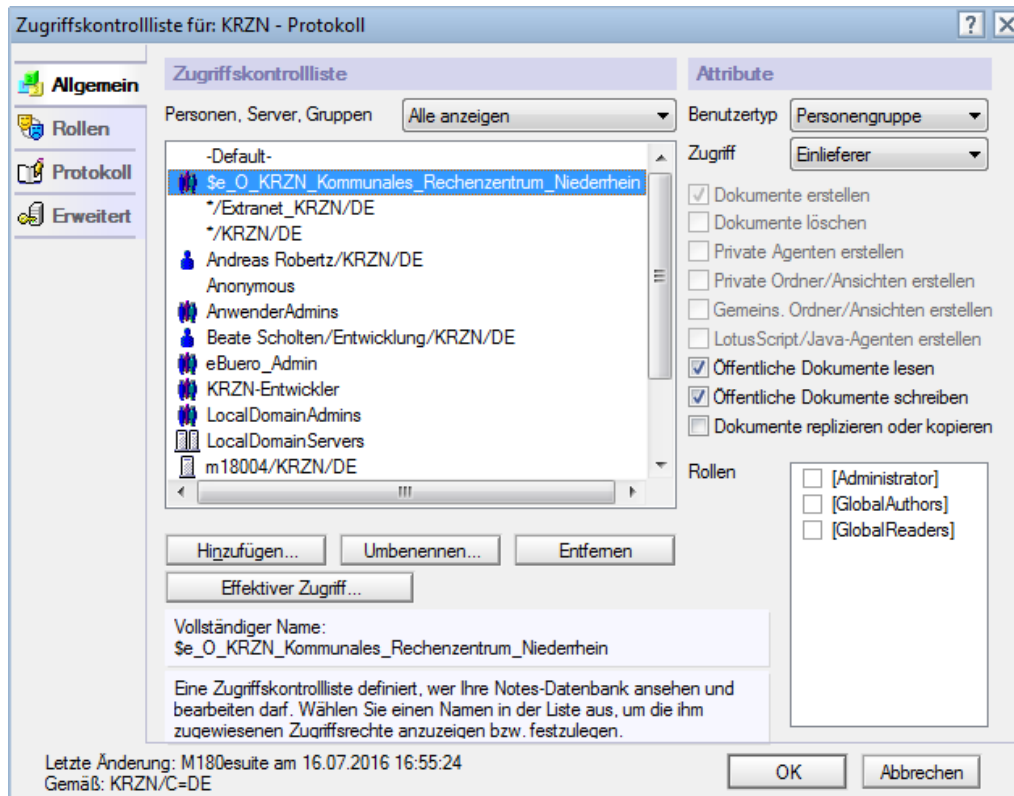 Zugriffskontrollliste für: KRZN - Protokoll
Allgemein
Rollen
Protokoll
Erweitert
Zugriffskontrollliste
Personen, Server, Gruppen
Alle anzeigen
-Default-
$e_O_KRZN_Kommunales_Rechenzentrum_Niederrhein
*/Extranet_KRZN/DE
*/KRZN/DE
Andreas Robertz/KRZN/DE
Anonymous
AnwenderAdmins
Beate Scholten/Entwicklung/KRZN/DE
eBuero_Admin
KRZN-Entwickler
LocalDomainAdmins
LocalDomainServers
m18004/KRZN/DE
Hinzufügen...
Umbenennen...
Entfernen
Effektiver Zugriff...
Vollständiger Name:
$e_O_KRZN_Kommunales_Rechenzentrum_Niederrhein
Eine Zugriffskontrollliste definiert, wer Ihre Notes-Datenbank ansehen und
bearbeiten darf. Wählen Sie einen Namen in der Liste aus, um die ihm
zugewiesenen Zugriffsrechte anzuzeigen bzw. festzulegen.
Attribute
Benutzertyp
Personengruppe
Zugriff
Einlieferer
Dokumente erstellen
Dokumente löschen
Private Agenten erstellen
Private Ordner/Ansichten erstellen
Gemeins. Ordner/Ansichten erstellen
LotusScript/Java-Agenten erstellen
Öffentliche Dokumente lesen
Öffentliche Dokumente schreiben
Dokumente replizieren oder kopieren
Rollen
[Administrator]
[GlobalAuthors]
[GlobalReaders]
Letzte Änderung: M180esuite am 16.07.2016 16:55:24
Gemäß: KRZN/C=DE
OK
Abbrechen